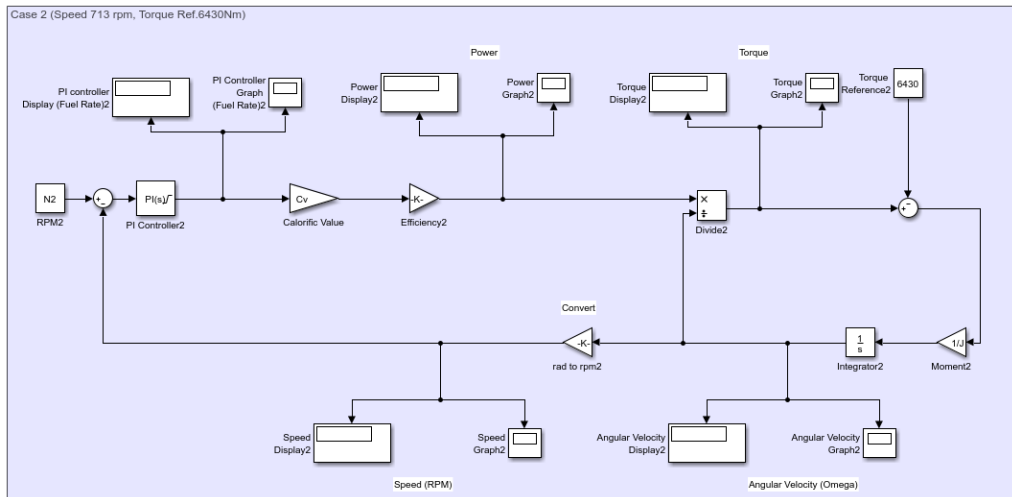 Case 2 (Speed 713 rpm, Torque Ref.6430Nm)
Power
Torque
PI controller
Display (Fuel Rate)2
PI Controller
Graph
(Fuel Rate)2
Power
Display2
Power
Graph2
Torque
Display2
Torque
Graph2
Torque
Reference2
6430
N2
RPM2
+
-
PI(s)
PI Controller2
Cv
Calorific Value
-K-
Efficiency2
×
÷
Divide2
+
-
Convert
-K-
rad to rpm2
1
s
Integrator2
1/J
Moment2
Speed
Display2
Speed
Graph2
Angular Velocity
Display2
Angular Velocity
Graph2
Speed (RPM)
Angular Velocity (Omega)